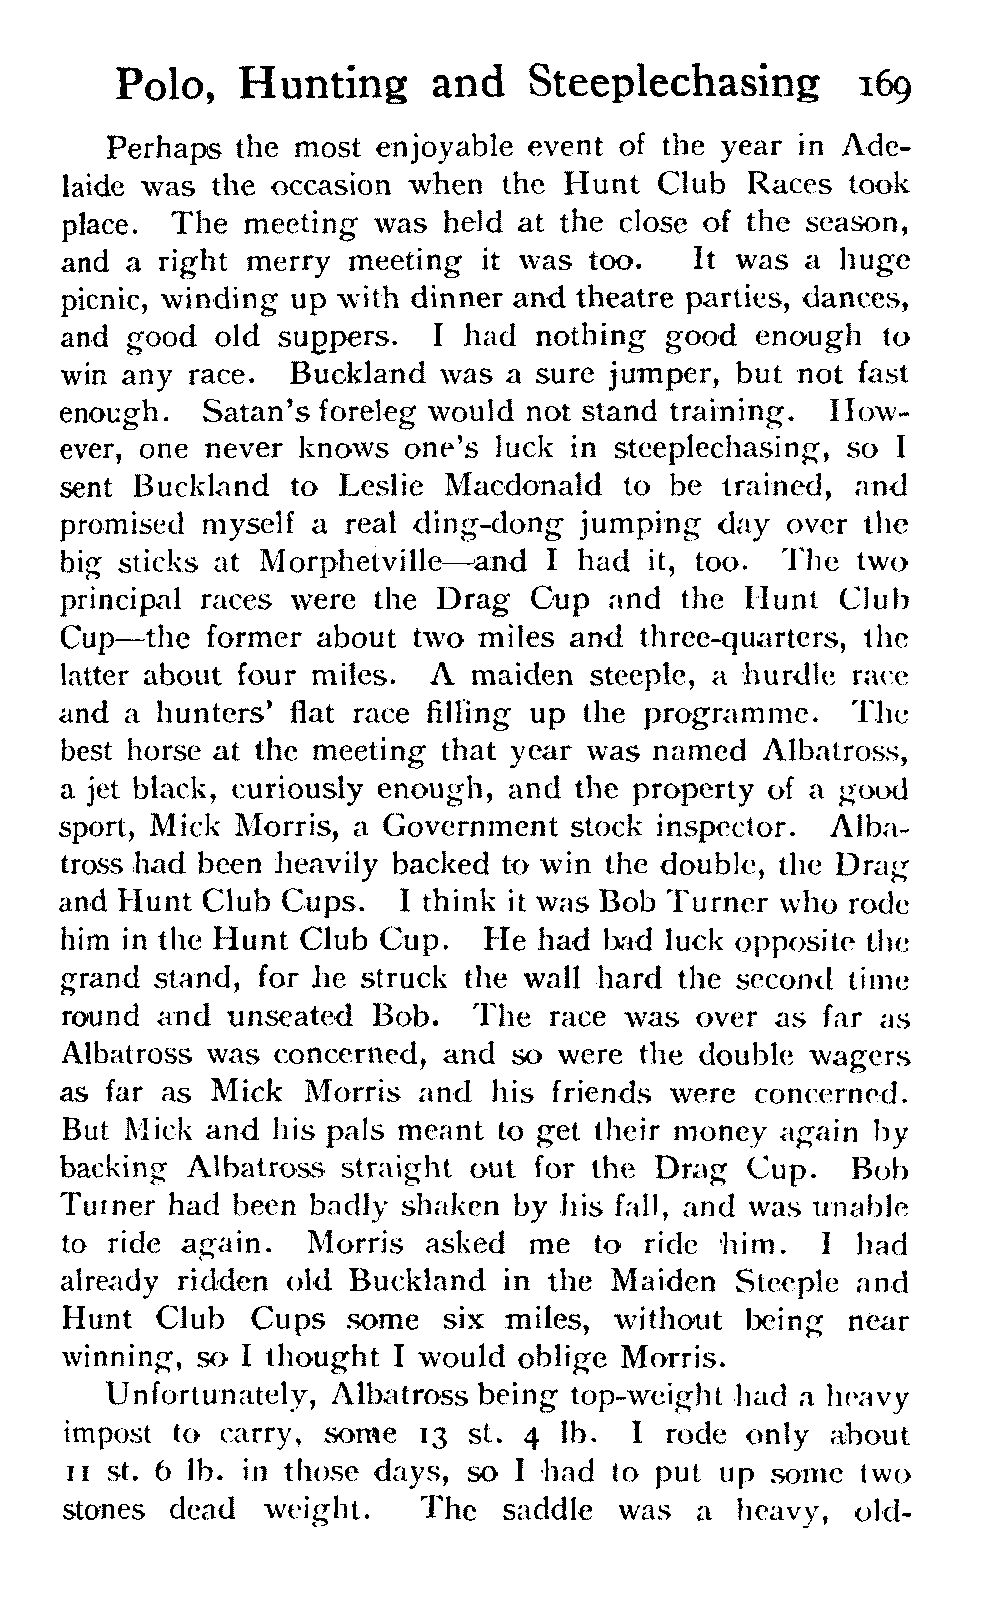 Polo, Hunting and Steeplechasing 169
Perhaps the most enjoyable event of the year in Ade-
laide was the occasion when the Hunt Club Races took
place. The meeting was held at the close of the season,
and a right merry meeting it was too. It was a huge
picnic, winding up with dinner and theatre parties, dances,
and good old suppers. I had nothing good enough to
win any race. Buckland was a sure jumper, but not fast
enough. Satan's foreleg would not stand training. How-
ever, one never knows one's luck in steeplechasing, so I
sent Buckland to Leslie Macdonald to be trained, and
promised myself a real ding-dong jumping day over the
big sticks at Morphetville—and I had it, too. The two
principal races were the Drag Cup and the Hunt Club
Cup—the former about two miles and three-quarters, the
latter about four miles. A maiden steeple, a hurdle race
and a hunters' flat race filling up the programme. The
best horse at the meeting that year was named Albatross,
a jet black, curiously enough, and the property of a good
sport, Mick Morris, a Government stock inspector. Alba-
tross had been heavily backed to win the double, the Drag
and Hunt Club Cups. I think it was Bob Turner who rode
him in the Hunt Club Cup. He had bad luck opposite the
grand stand, for he struck the wall hard the second time
round and unseated Bob. The race was over as far as
Albatross was concerned, and so were the double wagers
as far as Mick Morris and his friends were concerned.
But Mick and his pals meant to get their money again by
backing Albatross straight out for the Drag Cup. Bob
Turner had been badly shaken by his fall, and was unable
to ride again. Morris asked me to ride him. I had
already ridden old Buckland in the Maiden Steeple and
Hunt Club Cups some six miles, without being near
winning, so I thought I would oblige Morris.
Unfortunately, Albatross being top-weight had a heavy
impost to carry, some 13 st. 4 lb. I rode only about
11 st. 6 lb. in those days, so I had to put up some two
stones dead weight. The saddle was a heavy, old-